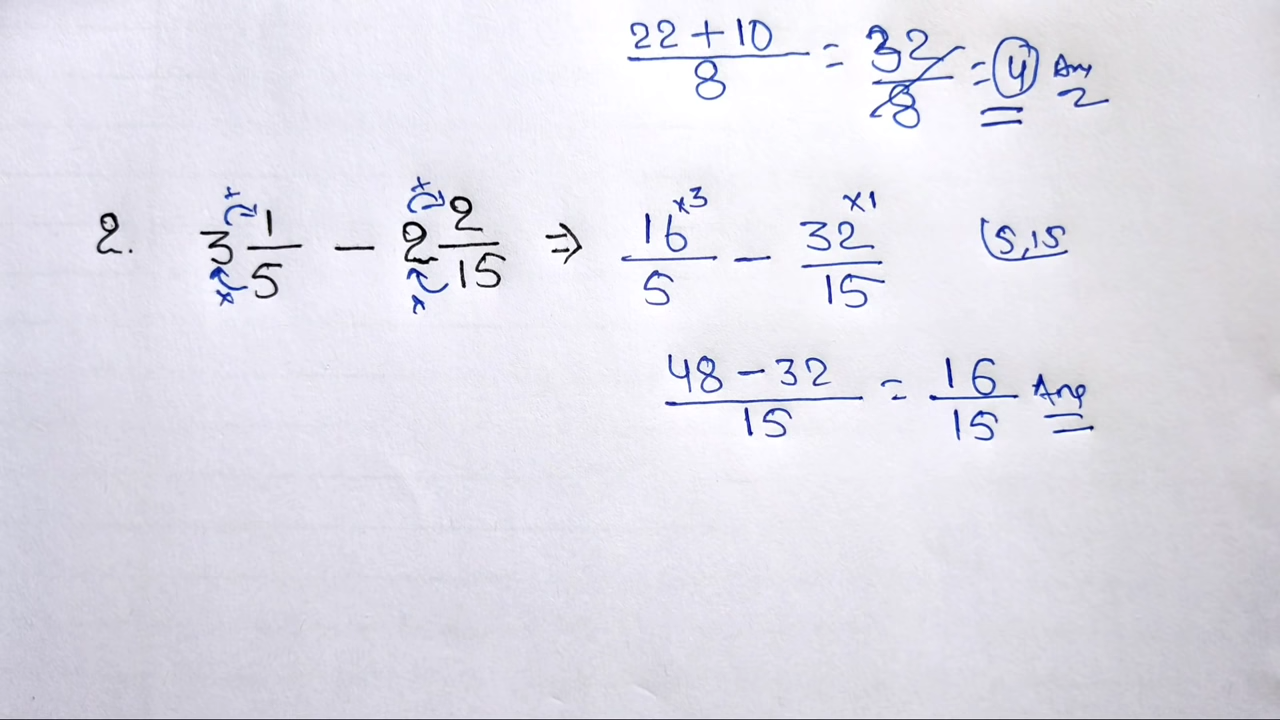 22 + 10 / 8 = 32 / 8 = 4 Ans
2. 3 1/5 − 2 2/15 ⇒ 16 ×3 / 5 − 32 ×1 / 15 5,15
48 − 32 / 15 = 16 / 15 Ans